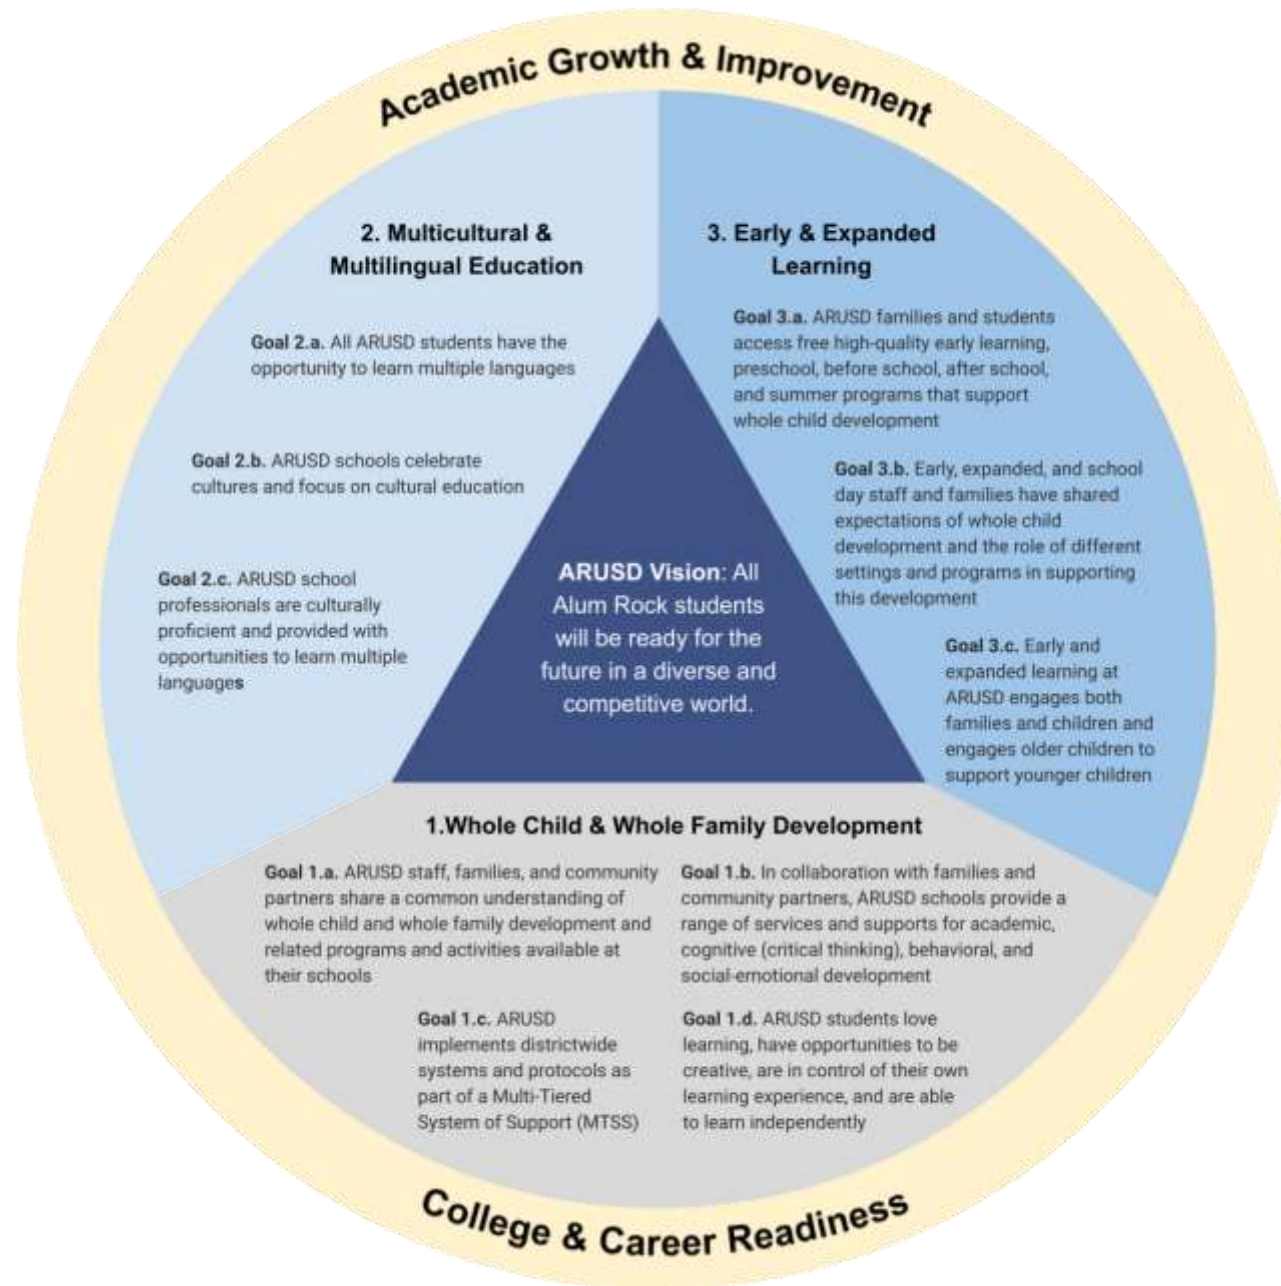 Academic Growth & Improvement
2. Multicultural &
Multilingual Education
Goal 2.a. All ARUSD students have the
opportunity to learn multiple languages
Goal 2.b. ARUSD schools celebrate
cultures and focus on cultural education
Goal 2.c. ARUSD school
professionals are culturally
proficient and provided with
opportunities to learn multiple
languages
3. Early & Expanded
Learning
Goal 3.a. ARUSD families and students
access free high-quality early learning,
preschool, before school, after school,
and summer programs that support
whole child development
Goal 3.b. Early, expanded, and school
day staff and families have shared
expectations of whole child
development and the role of different
settings and programs in supporting
this development
Goal 3.c. Early and
expanded learning at
ARUSD engages both
families and children and
engages older children to
support younger children
ARUSD Vision: All
Alum Rock students
will be ready for the
future in a diverse and
competitive world.
1.Whole Child & Whole Family Development
Goal 1.a. ARUSD staff, families, and community
partners share a common understanding of
whole child and whole family development and
related programs and activities available at
their schools
Goal 1.b. In collaboration with families and
community partners, ARUSD schools provide a
range of services and supports for academic,
cognitive (critical thinking), behavioral, and
social-emotional development
Goal 1.c. ARUSD
implements districtwide
systems and protocols as
part of a Multi-Tiered
System of Support (MTSS)
Goal 1.d. ARUSD students love
learning, have opportunities to be
creative, are in control of their own
learning experience, and are able
to learn independently
College & Career Readiness